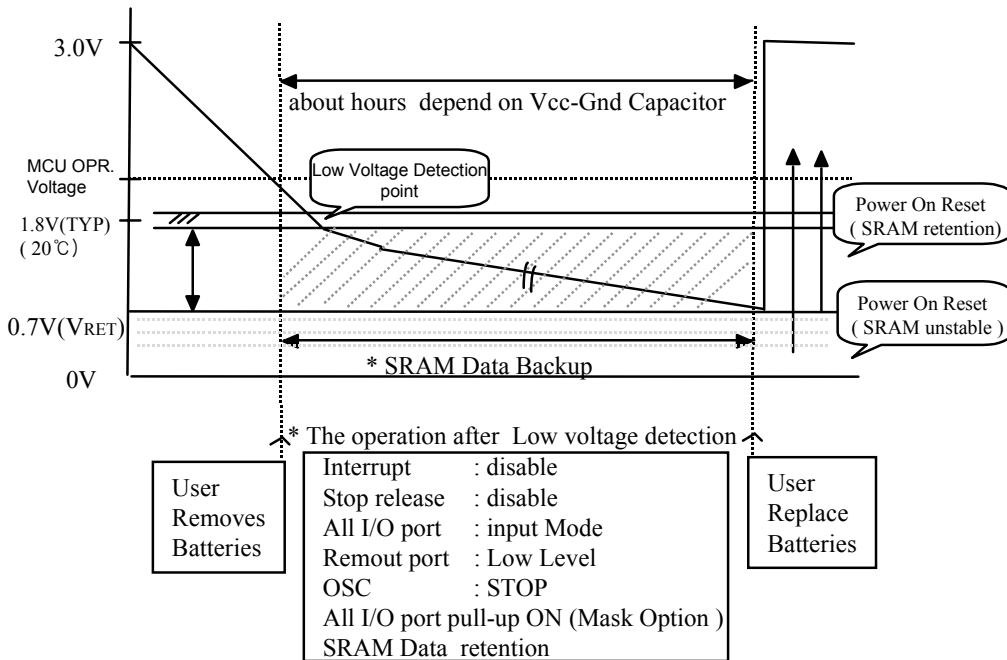 3.0V
about hours depend on Vcc-Gnd Capacitor
MCU OPR.
Voltage
Low Voltage Detection
point
1.8V(TYP)
( 20℃)
Power On Reset
( SRAM retention)
0.7V(VRET)
Power On Reset
( SRAM unstable)
* SRAM Data Backup
0V
* The operation after Low voltage detection
User
Removes
Batteries
Interrupt : disable
Stop release : disable
All I/O port : input Mode
Remout port : Low Level
OSC : STOP
All I/O port pull-up ON (Mask Option )
SRAM Data retention
User
Replace
Batteries